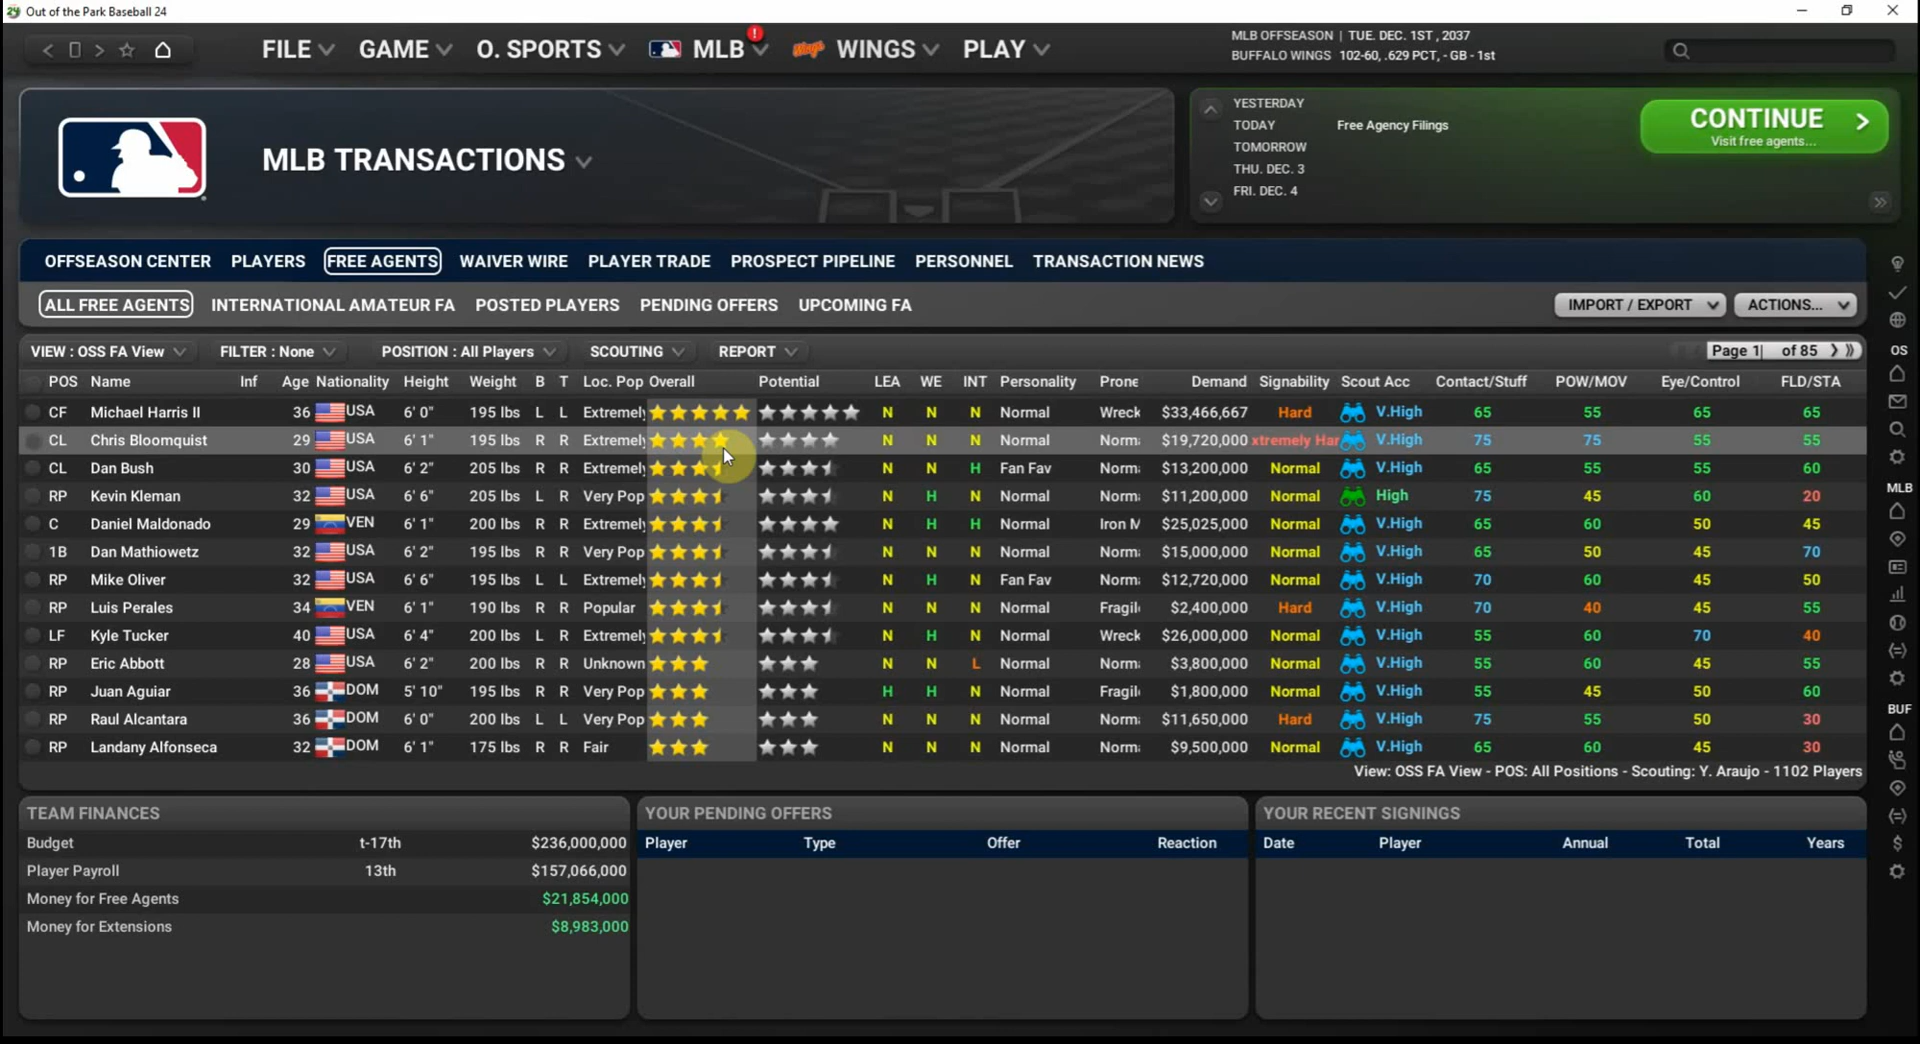 Out of the Park Baseball 24
FILE GAME O. SPORTS MLB WINGS PLAY
MLB OFFSEASON | TUE. DEC. 1ST , 2037
BUFFALO WINGS 102-60, .629 PCT, - GB - 1st
MLB TRANSACTIONS
YESTERDAY
TODAY Free Agency Filings
TOMORROW
THU. DEC. 3
FRI. DEC. 4
CONTINUE
Visit free agents...
OFFSEASON CENTER PLAYERS FREE AGENTS WAIVER WIRE PLAYER TRADE PROSPECT PIPELINE PERSONNEL TRANSACTION NEWS
ALL FREE AGENTS INTERNATIONAL AMATEUR FA POSTED PLAYERS PENDING OFFERS UPCOMING FA IMPORT / EXPORT ACTIONS...
VIEW : OSS FA View FILTER : None POSITION : All Players SCOUTING REPORT Page 1 of 85
POS Name Inf Age Nationality Height Weight B T Loc. Pop Overall Potential LEA WE INT Personality Prone Demand Signability Scout Acc Contact/Stuff POW/MOV Eye/Control FLD/STA
CF Michael Harris II 36 USA 6' 0" 195 lbs L L Extremely N N N Normal Wreck $33,466,667 Hard V.High 65 55 65 65
CL Chris Bloomquist 29 USA 6' 1" 195 lbs R R Extremely N N N Normal Norm $19,720,000 xtremely Har V.High 75 75 55 55
CL Dan Bush 30 USA 6' 2" 205 lbs R R Extremely N N H Fan Fav Norm $13,200,000 Normal V.High 65 55 55 60
RP Kevin Kleman 32 USA 6' 6" 205 lbs L R Very Pop N H N Normal Norm $11,200,000 Normal High 75 45 60 20
C Daniel Maldonado 29 VEN 6' 1" 200 lbs R R Extremely N H H Normal Iron M $25,025,000 Normal V.High 65 60 50 45
1B Dan Mathiowetz 32 USA 6' 2" 195 lbs R R Very Pop N N N Normal Norm $15,000,000 Normal V.High 65 50 45 70
RP Mike Oliver 32 USA 6' 6" 195 lbs L L Extremely N H N Fan Fav Norm $12,720,000 Normal V.High 70 60 45 50
RP Luis Perales 34 VEN 6' 1" 190 lbs R R Popular N N N Normal Fragil $2,400,000 Hard V.High 70 40 45 55
LF Kyle Tucker 40 USA 6' 4" 200 lbs L R Extremely N H N Normal Wreck $26,000,000 Normal V.High 55 60 70 40
RP Eric Abbott 28 USA 6' 2" 200 lbs R R Unknown N N L Normal Norm $3,800,000 Normal V.High 55 60 45 55
RP Juan Aguiar 36 DOM 5' 10" 195 lbs R R Very Pop H H N Normal Fragil $1,800,000 Normal V.High 55 45 50 60
RP Raul Alcantara 36 DOM 6' 0" 200 lbs L L Very Pop N N N Normal Norm $11,650,000 Hard V.High 75 55 50 30
RP Landany Alfonseca 32 DOM 6' 1" 175 lbs R R Fair N N N Normal Norm $9,500,000 Normal V.High 65 60 45 30
View: OSS FA View - POS: All Positions - Scouting: Y. Araujo - 1102 Players
OS
MLB
BUF
TEAM FINANCES
Budget t-17th $236,000,000
Player Payroll 13th $157,066,000
Money for Free Agents $21,854,000
Money for Extensions $8,983,000
YOUR PENDING OFFERS
Player Type Offer Reaction
YOUR RECENT SIGNINGS
Date Player Annual Total Years